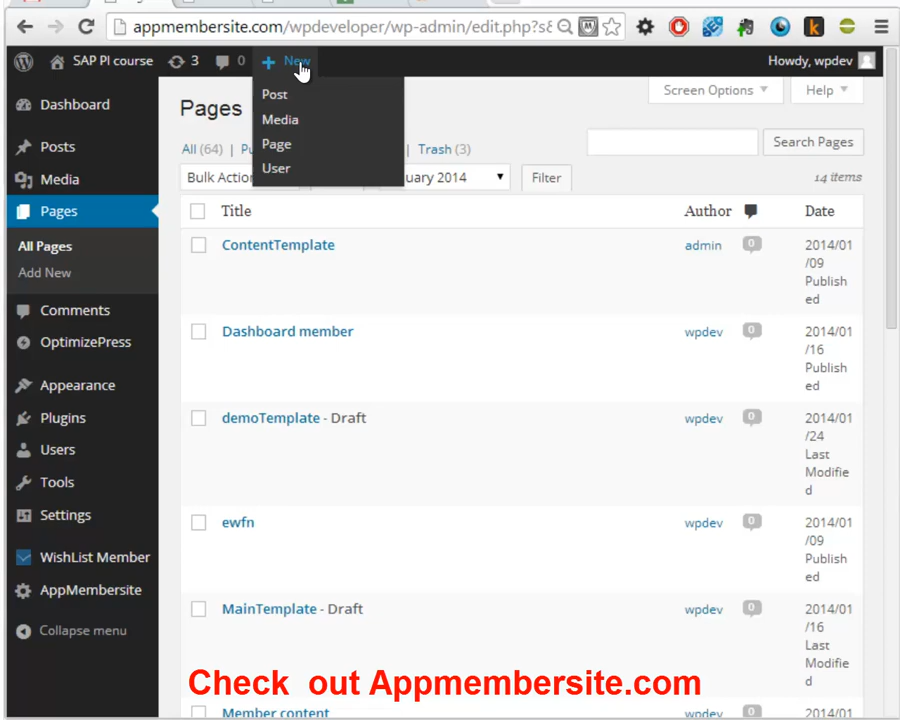 appmembersite.com/wpdeveloper/wp-admin/edit.php?s&
SAP PI course 3 0 + New Howdy, wpdev
Post
Media
Page
User
Screen Options ▼ Help ▼
Pages
All (64) | Trash (3)
Search Pages
Bulk Actio uary 2014 ▼ Filter 14 items
Dashboard
Posts
Media
Pages
All Pages
Add New
Comments
OptimizePress
Appearance
Plugins
Users
Tools
Settings
WishList Member
AppMembersite
Collapse menu
Title Author Date
ContentTemplate admin 0 2014/01
/09
Publish
ed
Dashboard member wpdev 0 2014/01
/16
Publish
ed
demoTemplate - Draft wpdev 0 2014/01
/24
Last
Modifie
d
ewfn wpdev 0 2014/01
/09
Publish
ed
MainTemplate - Draft wpdev 0 2014/01
/16
Last
Modifie
d
Member content wpdev 2014/01
Check out Appmembersite.com